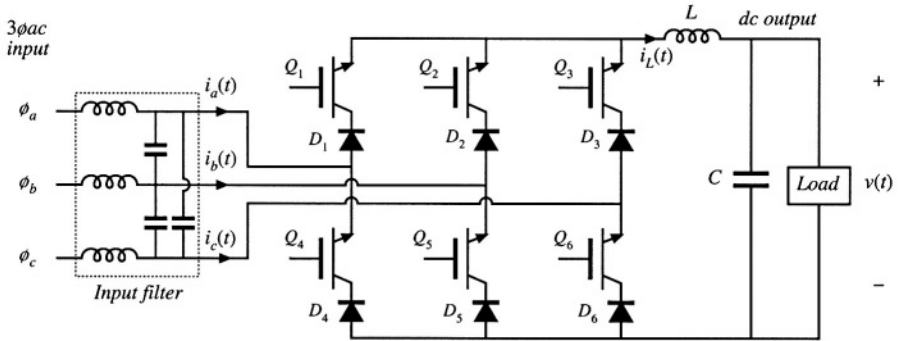 3øac
input
ϕa
ϕb
ϕc
Input filter
ia(t)
ib(t)
ic(t)
Q1
Q2
Q3
D1
D2
D3
Q4
Q5
Q6
D4
D5
D6
iL(t)
L
dc output
C
Load
+
v(t)
−